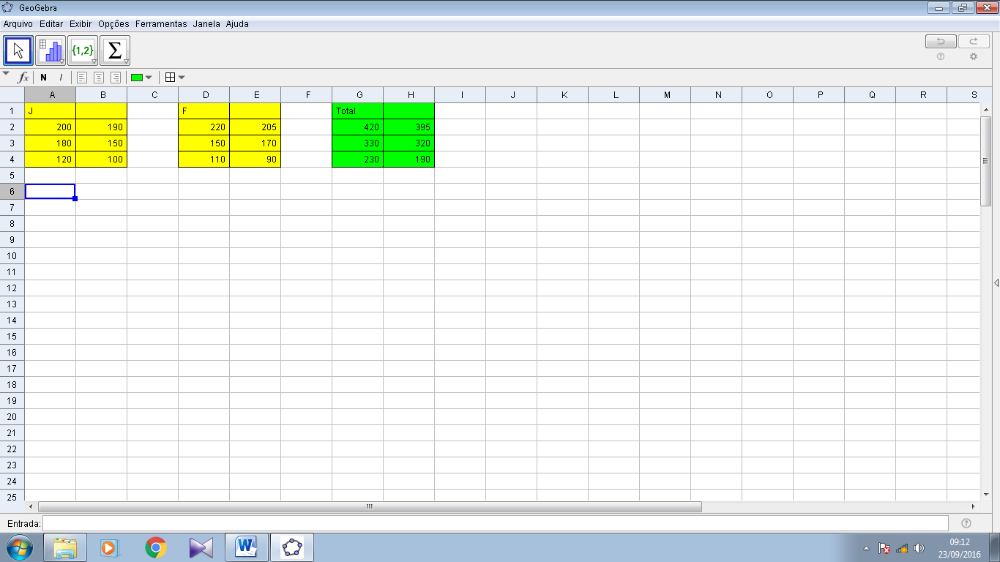 GeoGebra
Arquivo Editar Exibir Opções Ferramentas Janela Ajuda
{1,2} Σ
fx N I
A B C D E F G H I J K L M N O P Q R S
1 J F Total
2 200 190 220 205 420 395
3 180 150 150 170 330 320
4 120 100 110 90 230 190
5
6
7
8
9
10
11
12
13
14
15
16
17
18
19
20
21
22
23
24
25
Entrada:
09:12
23/09/2016